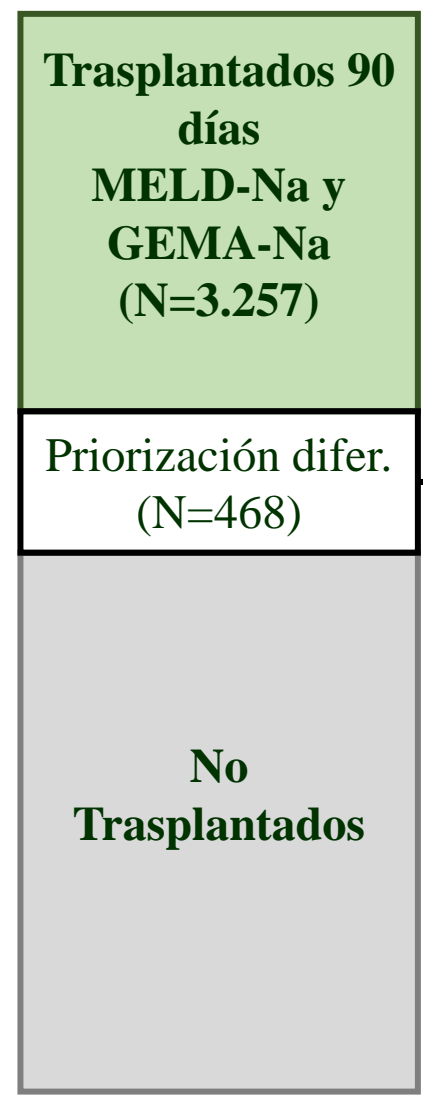 Trasplantados 90
días
MELD-Na y
GEMA-Na
(N=3.257)
Priorización difer.
(N=468)
No
Trasplantados